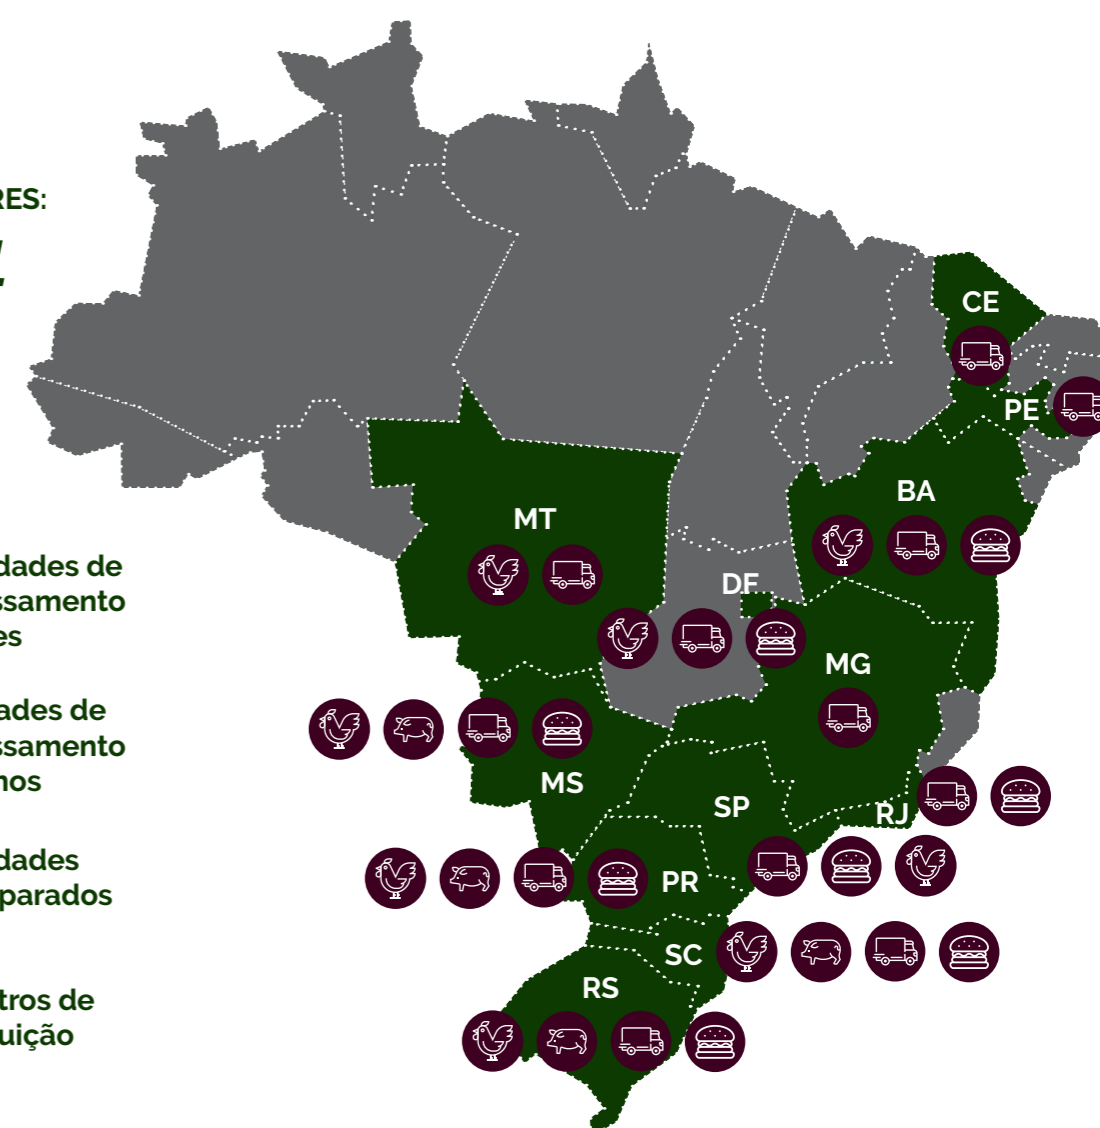 RES:
CE
PE
BA
MT
DF
MG
dades de
ssamento
es
ades de
ssamento
nos
MS
SP
RJ
dades
parados
PR
SC
RS
tros de
uição